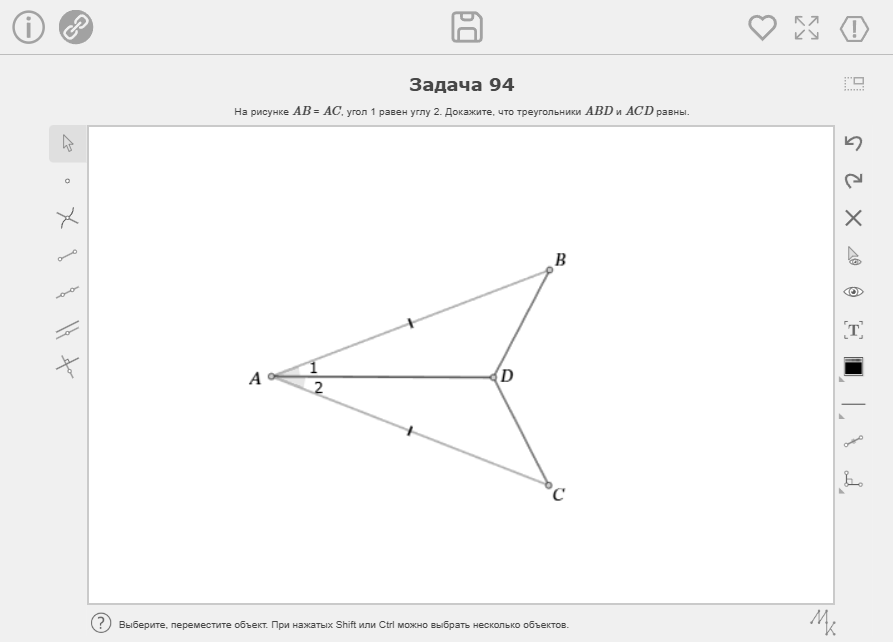 Задача 94
На рисунке AB = AC, угол 1 равен углу 2. Докажите, что треугольники ABD и ACD равны.
B
1
A
D
2
C
T
? Выберите, переместите объект. При нажатых Shift или Ctrl можно выбрать несколько объектов.
МК